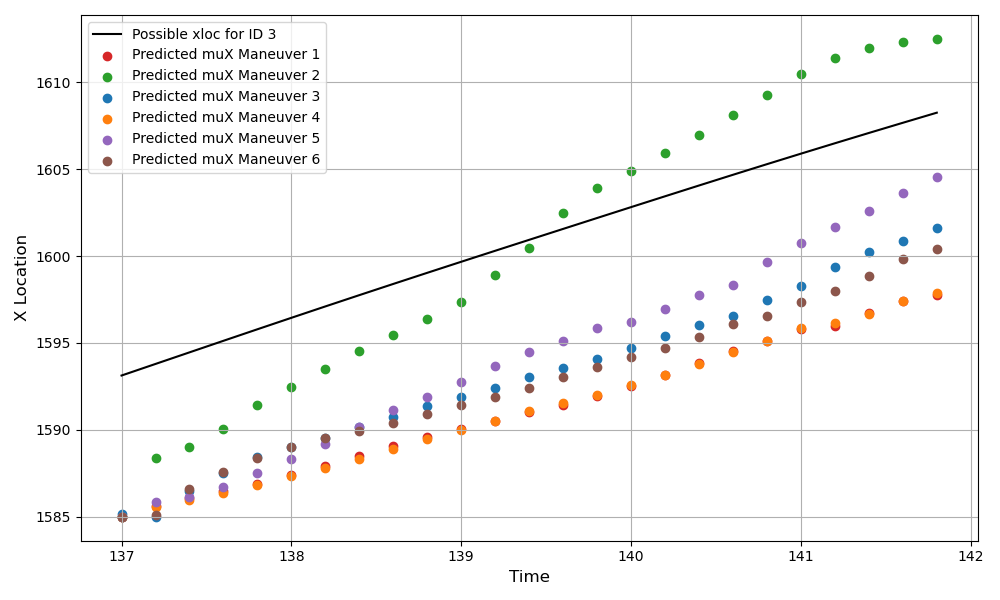 Possible xloc for ID 3
Predicted muX Maneuver 1
Predicted muX Maneuver 2
Predicted muX Maneuver 3
Predicted muX Maneuver 4
Predicted muX Maneuver 5
Predicted muX Maneuver 6
1610
1605
1600
1595
1590
1585
X Location
137 138 139 140 141 142
Time